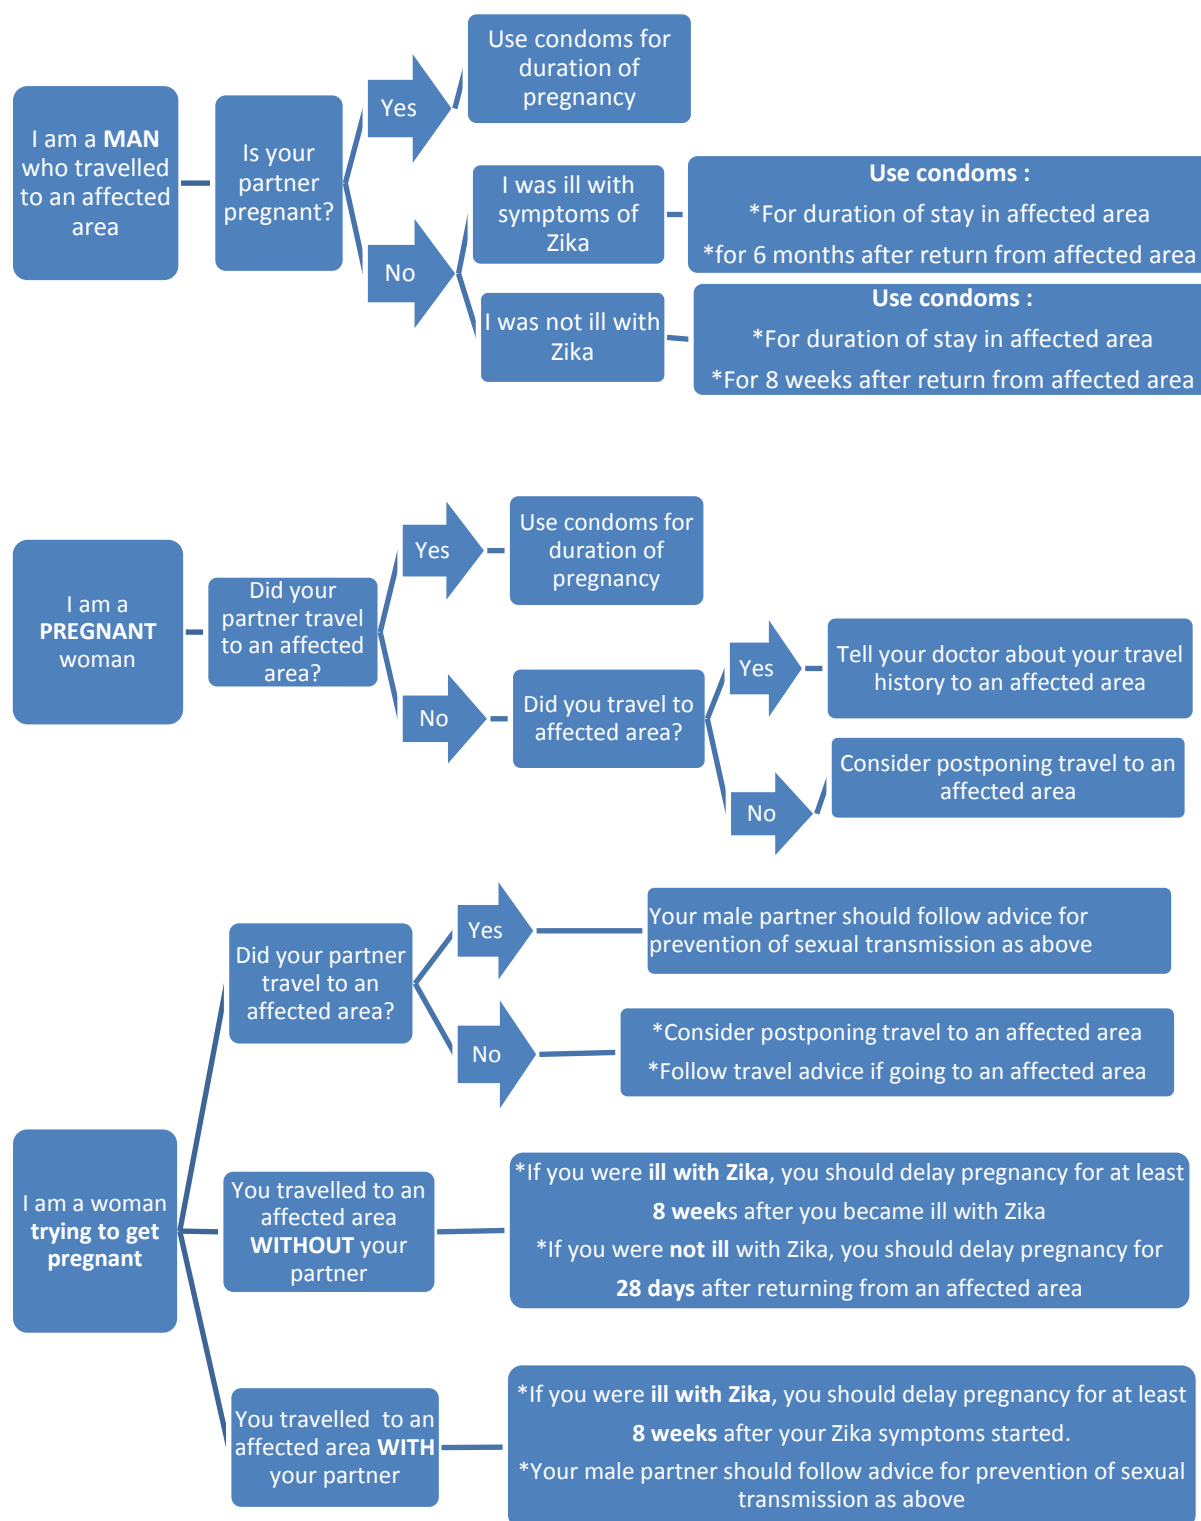 I am a MAN
who travelled
to an affected
area
Is your
partner
pregnant?
Yes
Use condoms for
duration of
pregnancy
No
I was ill with
symptoms of
Zika
Use condoms :
*For duration of stay in affected area
*for 6 months after return from affected area
I was not ill with
Zika
Use condoms :
*For duration of stay in affected area
*For 8 weeks after return from affected area
I am a
PREGNANT
woman
Did your
partner travel
to an affected
area?
Yes
Use condoms for
duration of
pregnancy
No
Did you travel to
affected area?
Yes
Tell your doctor about your travel
history to an affected area
No
Consider postponing travel to an
affected area
I am a woman
trying to get
pregnant
Did your partner
travel to an
affected area?
Yes
Your male partner should follow advice for
prevention of sexual transmission as above
No
*Consider postponing travel to an affected area
*Follow travel advice if going to an affected area
You travelled to an
affected area
WITHOUT your
partner
*If you were ill with Zika, you should delay pregnancy for at least
8 weeks after you became ill with Zika
*If you were not ill with Zika, you should delay pregnancy for
28 days after returning from an affected area
You travelled to an
affected area WITH
your partner
*If you were ill with Zika, you should delay pregnancy for at least
8 weeks after your Zika symptoms started.
*Your male partner should follow advice for prevention of sexual
transmission as above